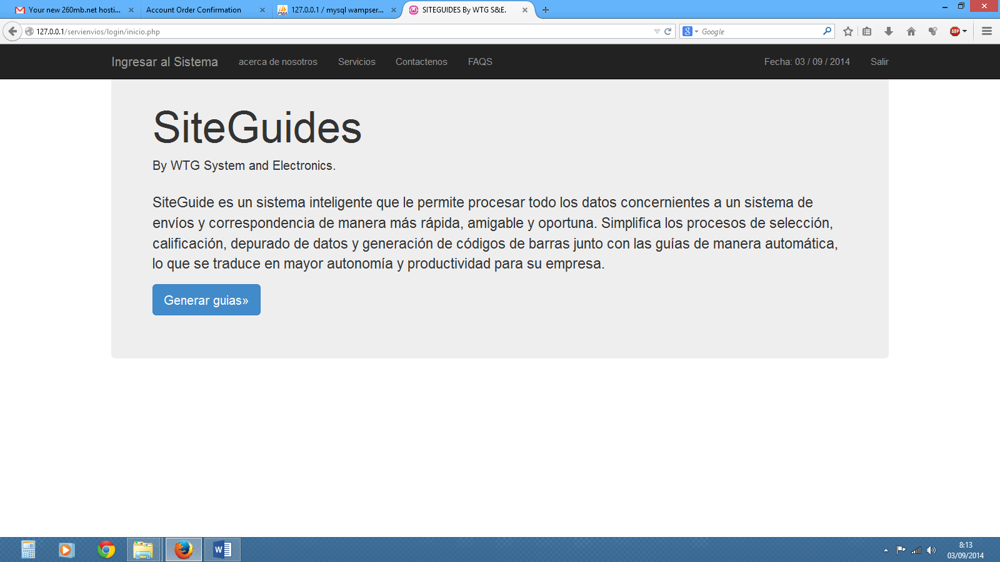 Your new 260mb.net hosti...
Account Order Confirmation
127.0.0.1 / mysql wampser...
SITEGUIDES By WTG S&E.
127.0.0.1/servienvios/login/inicio.php
Google
ABP
Ingresar al Sistema
acerca de nosotros
Servicios
Contactenos
FAQS
Fecha: 03 / 09 / 2014
Salir
SiteGuides
By WTG System and Electronics.
SiteGuide es un sistema inteligente que le permite procesar todo los datos concernientes a un sistema de
envíos y correspondencia de manera más rápida, amigable y oportuna. Simplifica los procesos de selección,
calificación, depurado de datos y generación de códigos de barras junto con las guías de manera automática,
lo que se traduce en mayor autonomía y productividad para su empresa.
Generar guias»
8:13
03/09/2014